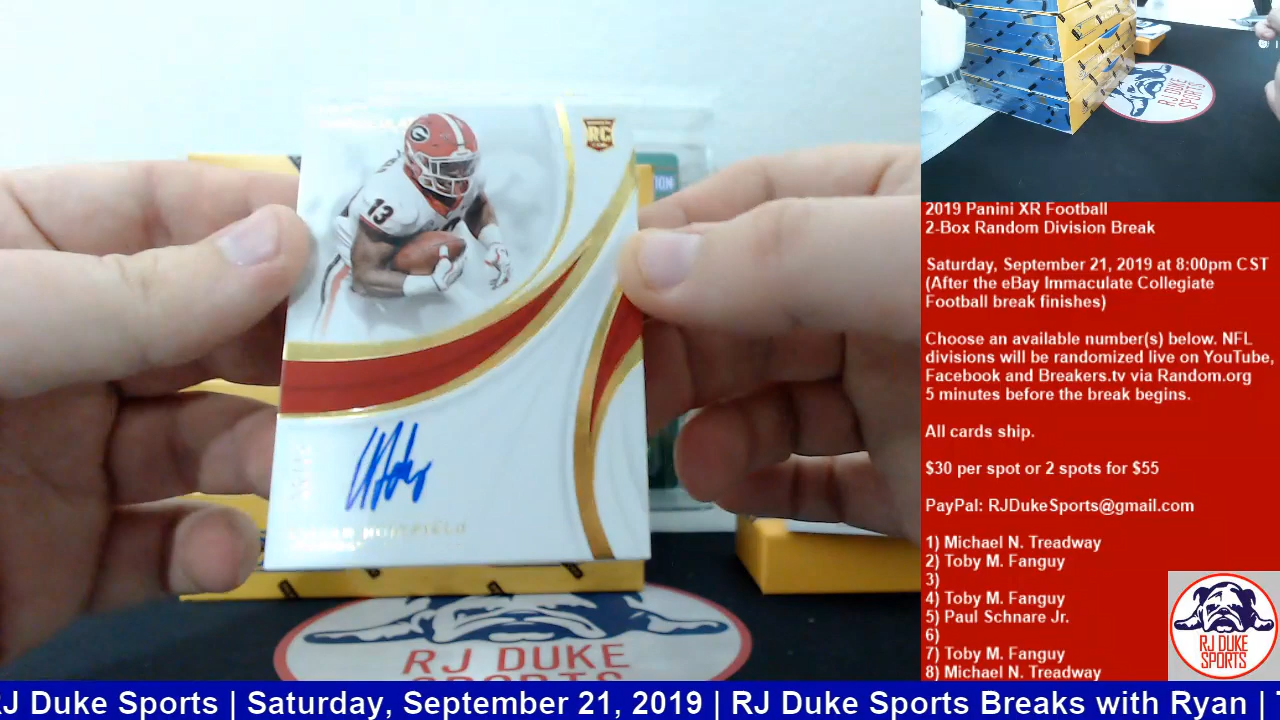 RC
13
G
RJ DUKE
SPORTS
RJ DUKE
SPORTS
2019 Panini XR Football
2-Box Random Division Break
Saturday, September 21, 2019 at 8:00pm CST
(After the eBay Immaculate Collegiate
Football break finishes)
Choose an available number(s) below. NFL
divisions will be randomized live on YouTube,
Facebook and Breakers.tv via Random.org
5 minutes before the break begins.
All cards ship.
$30 per spot or 2 spots for $55
PayPal: RJDukeSports@gmail.com
1) Michael N. Treadway
2) Toby M. Fanguy
3)
4) Toby M. Fanguy
5) Paul Schnare Jr.
6)
7) Toby M. Fanguy
8) Michael N. Treadway
RJ DUKE
SPORTS
RJ Duke Sports | Saturday, September 21, 2019 | RJ Duke Sports Breaks with Ryan |